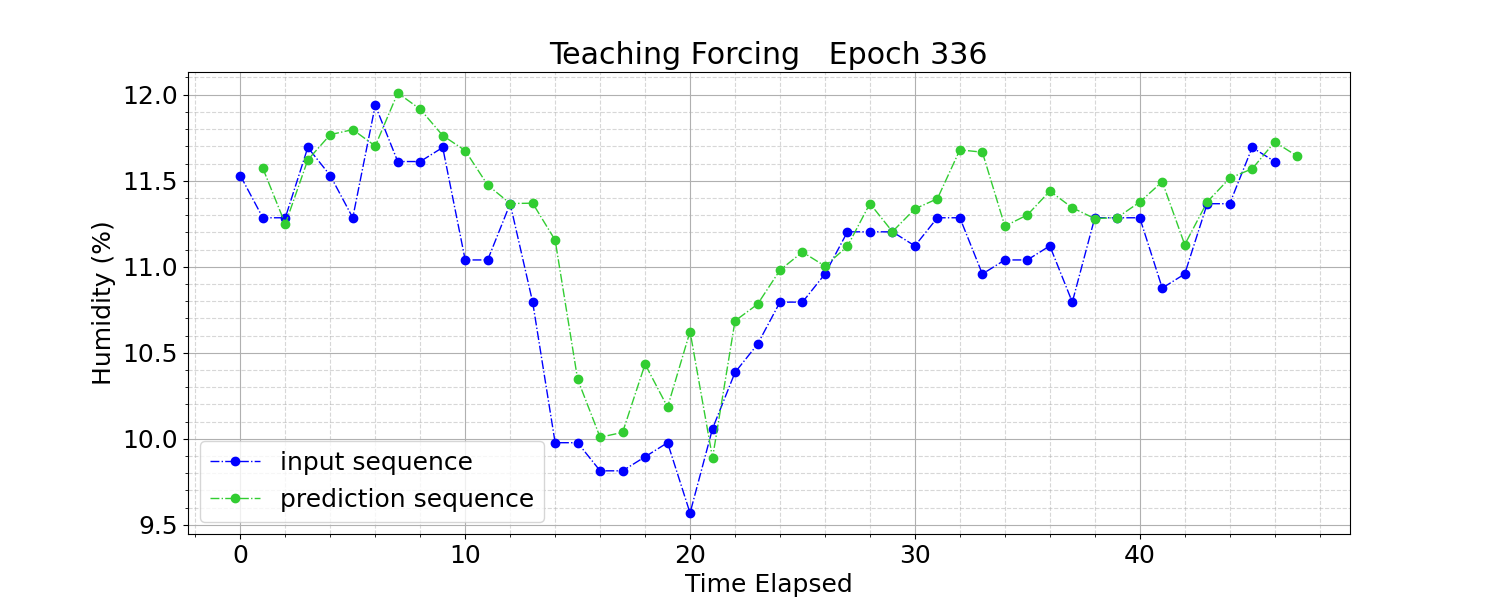 Teaching Forcing   Epoch 336
12.0
11.5
11.0
10.5
10.0
9.5
Humidity (%)
input sequence
prediction sequence
0 10 20 30 40
Time Elapsed